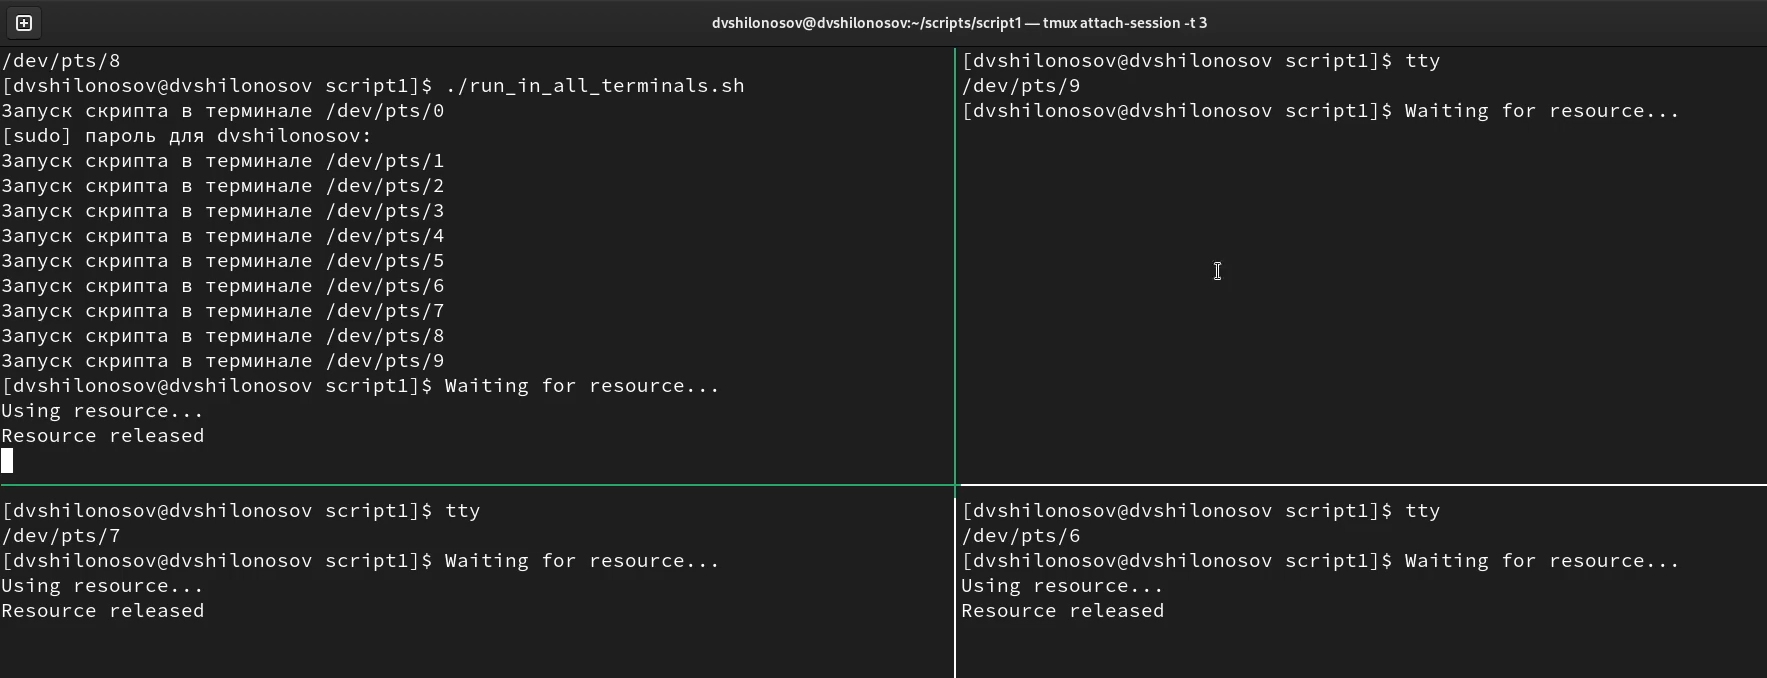 dvshilonosov@dvshilonosov:~/scripts/script1 — tmux attach-session -t 3
/dev/pts/8
[dvshilonosov@dvshilonosov script1]$ ./run_in_all_terminals.sh
Запуск скрипта в терминале /dev/pts/0
[sudo] пароль для dvshilonosov:
Запуск скрипта в терминале /dev/pts/1
Запуск скрипта в терминале /dev/pts/2
Запуск скрипта в терминале /dev/pts/3
Запуск скрипта в терминале /dev/pts/4
Запуск скрипта в терминале /dev/pts/5
Запуск скрипта в терминале /dev/pts/6
Запуск скрипта в терминале /dev/pts/7
Запуск скрипта в терминале /dev/pts/8
Запуск скрипта в терминале /dev/pts/9
[dvshilonosov@dvshilonosov script1]$ Waiting for resource...
Using resource...
Resource released
[dvshilonosov@dvshilonosov script1]$ tty
/dev/pts/9
[dvshilonosov@dvshilonosov script1]$ Waiting for resource...
[dvshilonosov@dvshilonosov script1]$ tty
/dev/pts/7
[dvshilonosov@dvshilonosov script1]$ Waiting for resource...
Using resource...
Resource released
[dvshilonosov@dvshilonosov script1]$ tty
/dev/pts/6
[dvshilonosov@dvshilonosov script1]$ Waiting for resource...
Using resource...
Resource released